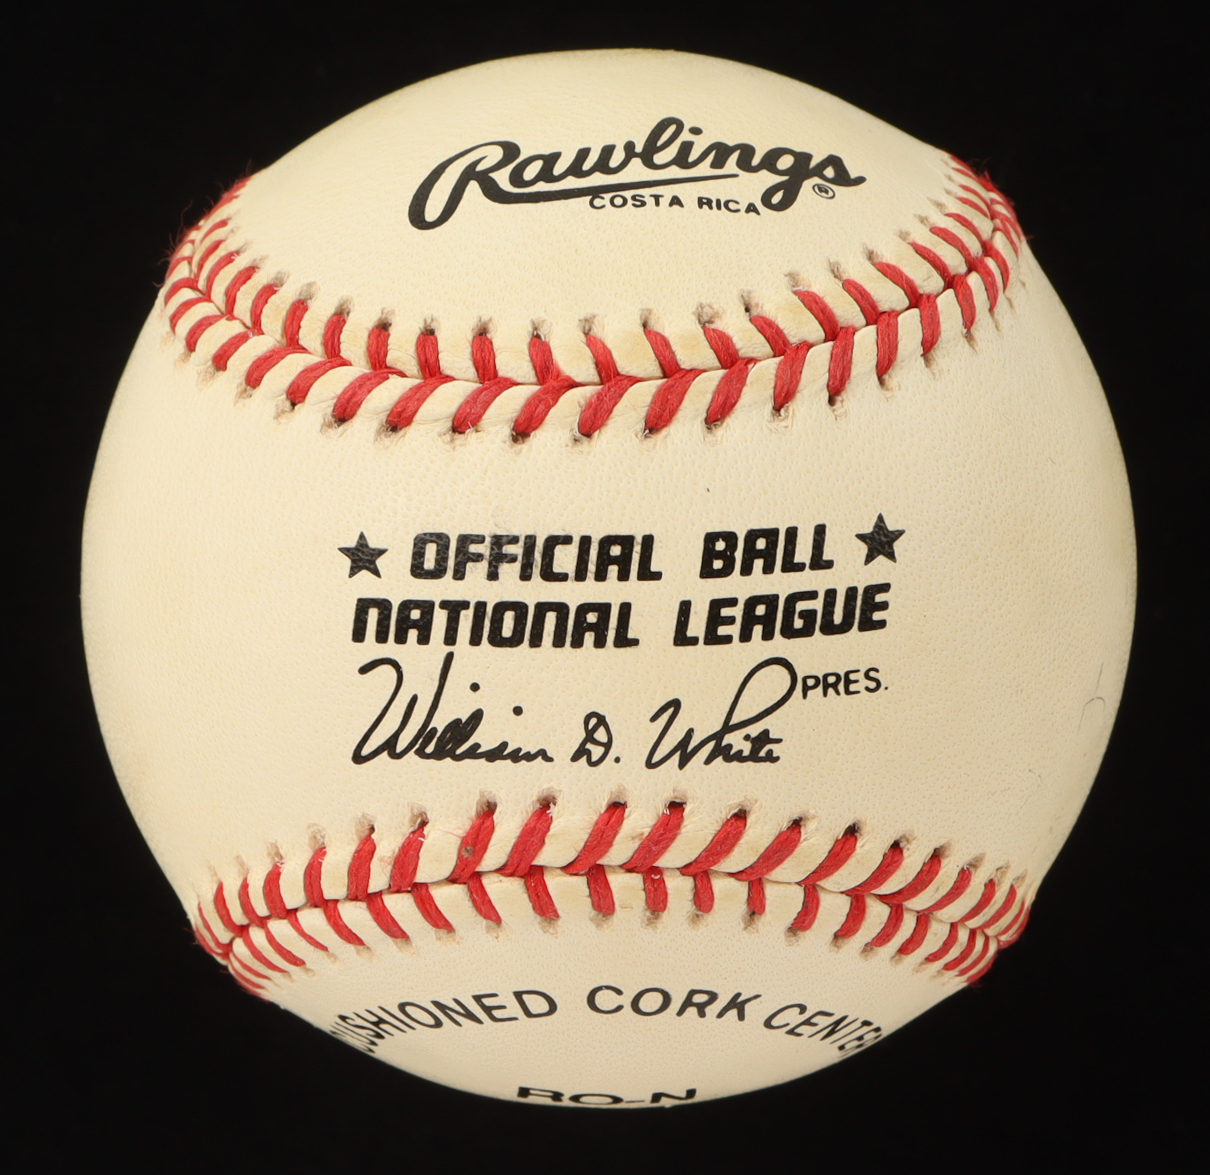 Rawlings®
COSTA RICA
★ OFFICIAL BALL ★
NATIONAL LEAGUE
William D. White PRES.
CUSHIONED CORK CENTER
RO-N